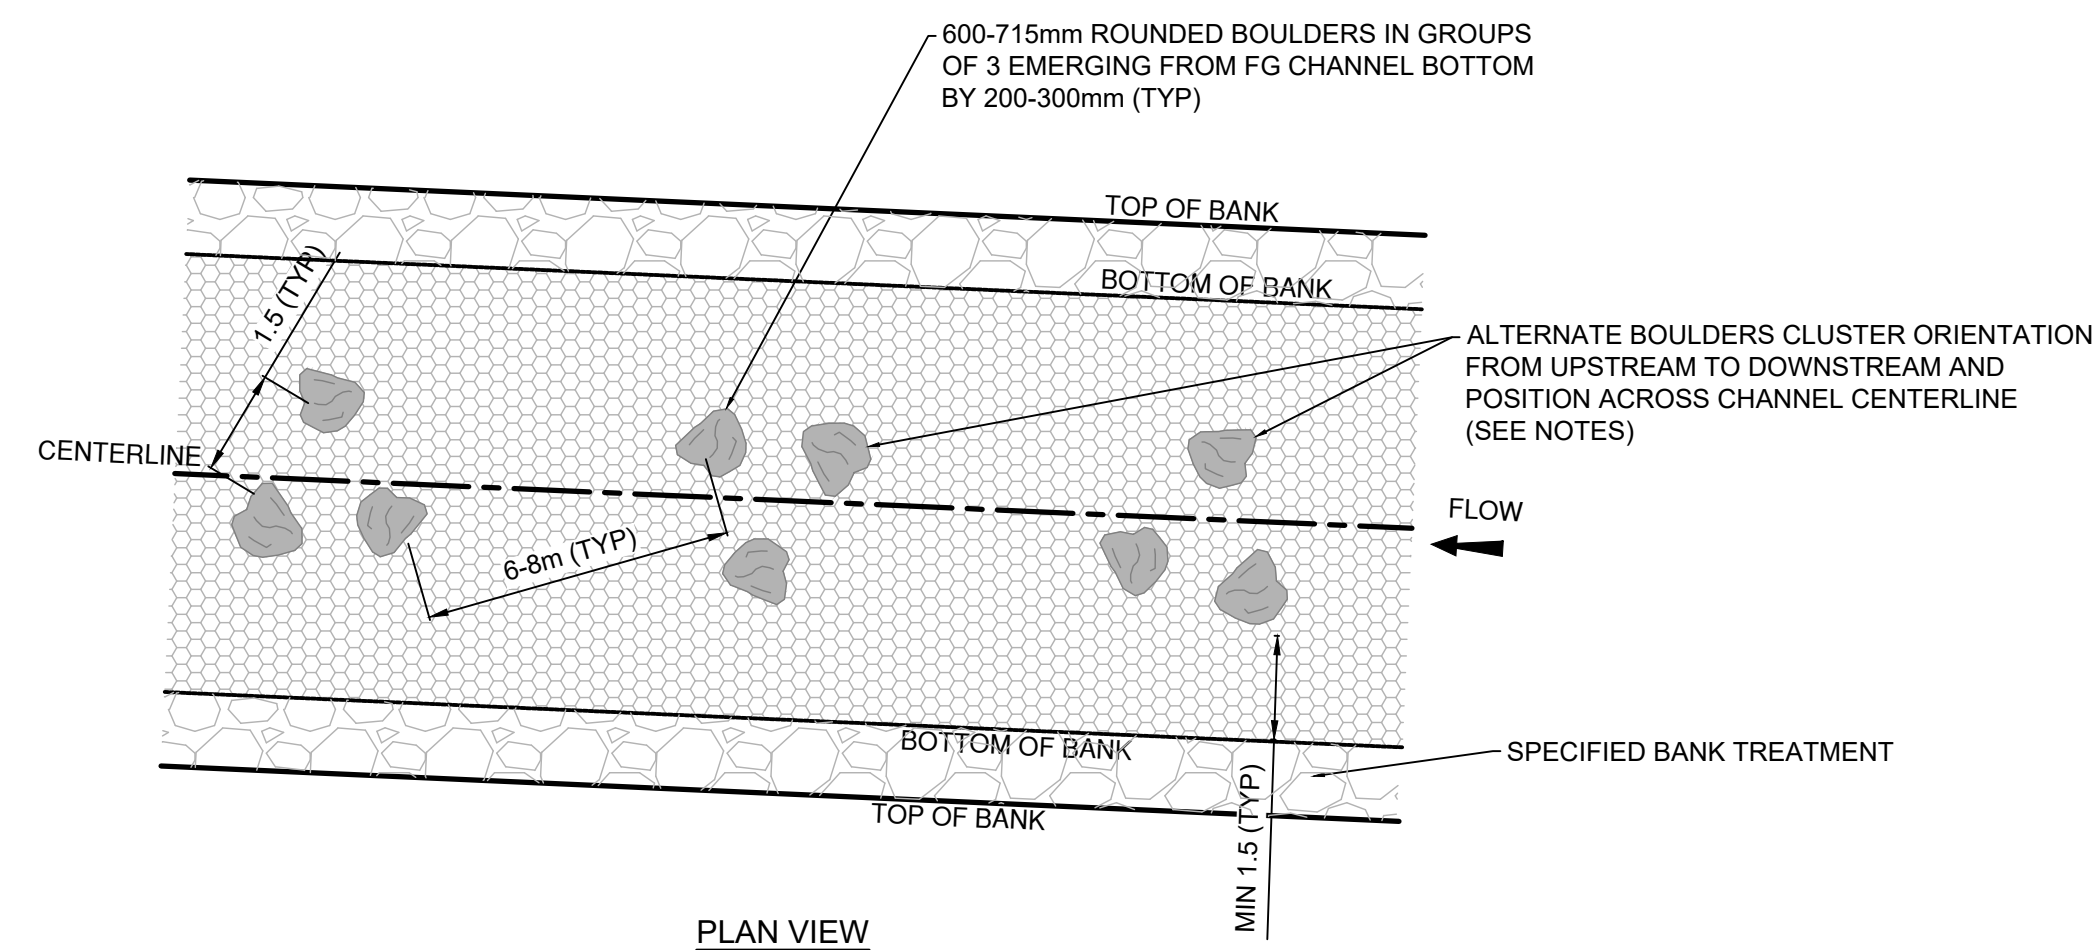 600-715mm ROUNDED BOULDERS IN GROUPS
OF 3 EMERGING FROM FG CHANNEL BOTTOM
BY 200-300mm (TYP)
TOP OF BANK
BOTTOM OF BANK
1.5 (TYP)
ALTERNATE BOULDERS CLUSTER ORIENTATION
FROM UPSTREAM TO DOWNSTREAM AND
POSITION ACROSS CHANNEL CENTERLINE
(SEE NOTES)
CENTERLINE
FLOW
6-8m (TYP)
BOTTOM OF BANK
SPECIFIED BANK TREATMENT
TOP OF BANK
MIN 1.5 (TYP)
PLAN VIEW